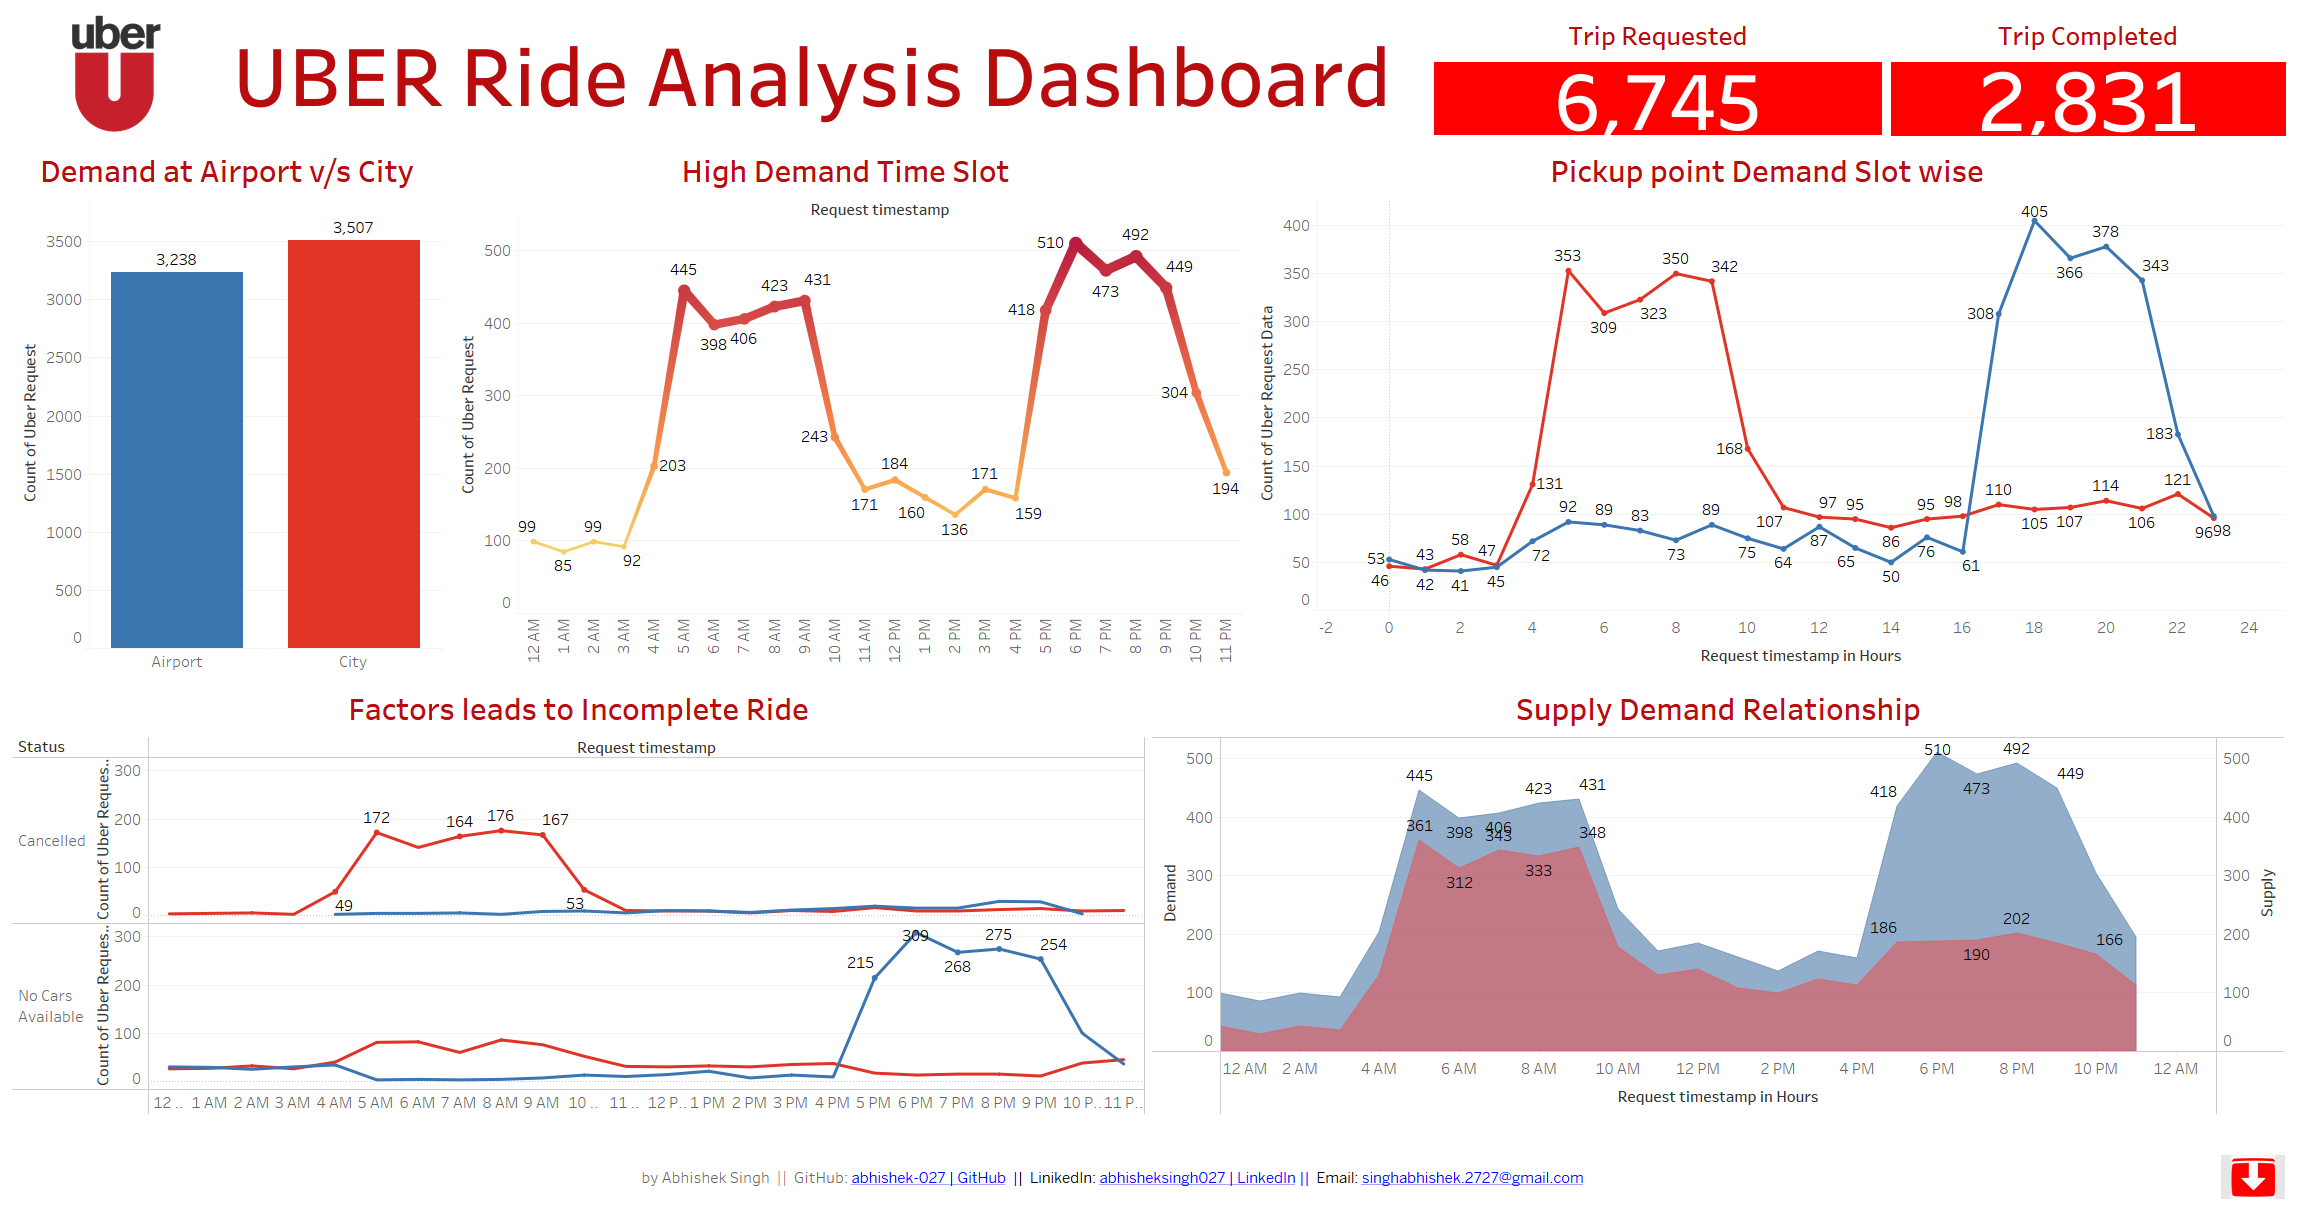 uber
UBER Ride Analysis Dashboard
Trip Requested
6,745
Trip Completed
2,831
Demand at Airport v/s City
Count of Uber Request
3500
3000
2500
2000
1500
1000
500
0
3,238
3,507
Airport
City
High Demand Time Slot
Request timestamp
Count of Uber Request
500
400
300
200
100
0
99
85
99
92
203
445
398
406
423
431
243
171
184
160
136
171
159
418
510
473
492
449
304
194
12 AM
1 AM
2 AM
3 AM
4 AM
5 AM
6 AM
7 AM
8 AM
9 AM
10 AM
11 AM
12 PM
1 PM
2 PM
3 PM
4 PM
5 PM
6 PM
7 PM
8 PM
9 PM
10 PM
11 PM
Pickup point Demand Slot wise
Count of Uber Request Data
400
350
300
250
200
150
100
50
0
53
46
43
42
58
41
47
45
131
72
353
92
309
89
323
83
350
73
342
89
168
75
107
64
97
87
95
65
86
50
95
76
98
61
308
110
405
105
366
107
378
114
343
106
183
121
96
98
-2
0
2
4
6
8
10
12
14
16
18
20
22
24
Request timestamp in Hours
Factors leads to Incomplete Ride
Status
Request timestamp
Cancelled
Count of Uber Reques..
300
200
100
0
49
172
164
176
167
53
No Cars
Available
Count of Uber Reques..
300
200
100
0
215
309
268
275
254
12 ..
1 AM
2 AM
3 AM
4 AM
5 AM
6 AM
7 AM
8 AM
9 AM
10 ..
11 ..
12 P..
1 PM
2 PM
3 PM
4 PM
5 PM
6 PM
7 PM
8 PM
9 PM
10 P..
11 P..
Supply Demand Relationship
Demand
500
400
300
200
100
0
445
361
398
312
406
343
423
333
431
348
418
186
510
473
190
492
202
449
166
500
400
300
200
100
0
Supply
12 AM
2 AM
4 AM
6 AM
8 AM
10 AM
12 PM
2 PM
4 PM
6 PM
8 PM
10 PM
12 AM
Request timestamp in Hours
by Abhishek Singh || GitHub: abhishek-027 | GitHub || LinikedIn: abhisheksingh027 | LinkedIn || Email: singhabhishek.2727@gmail.com